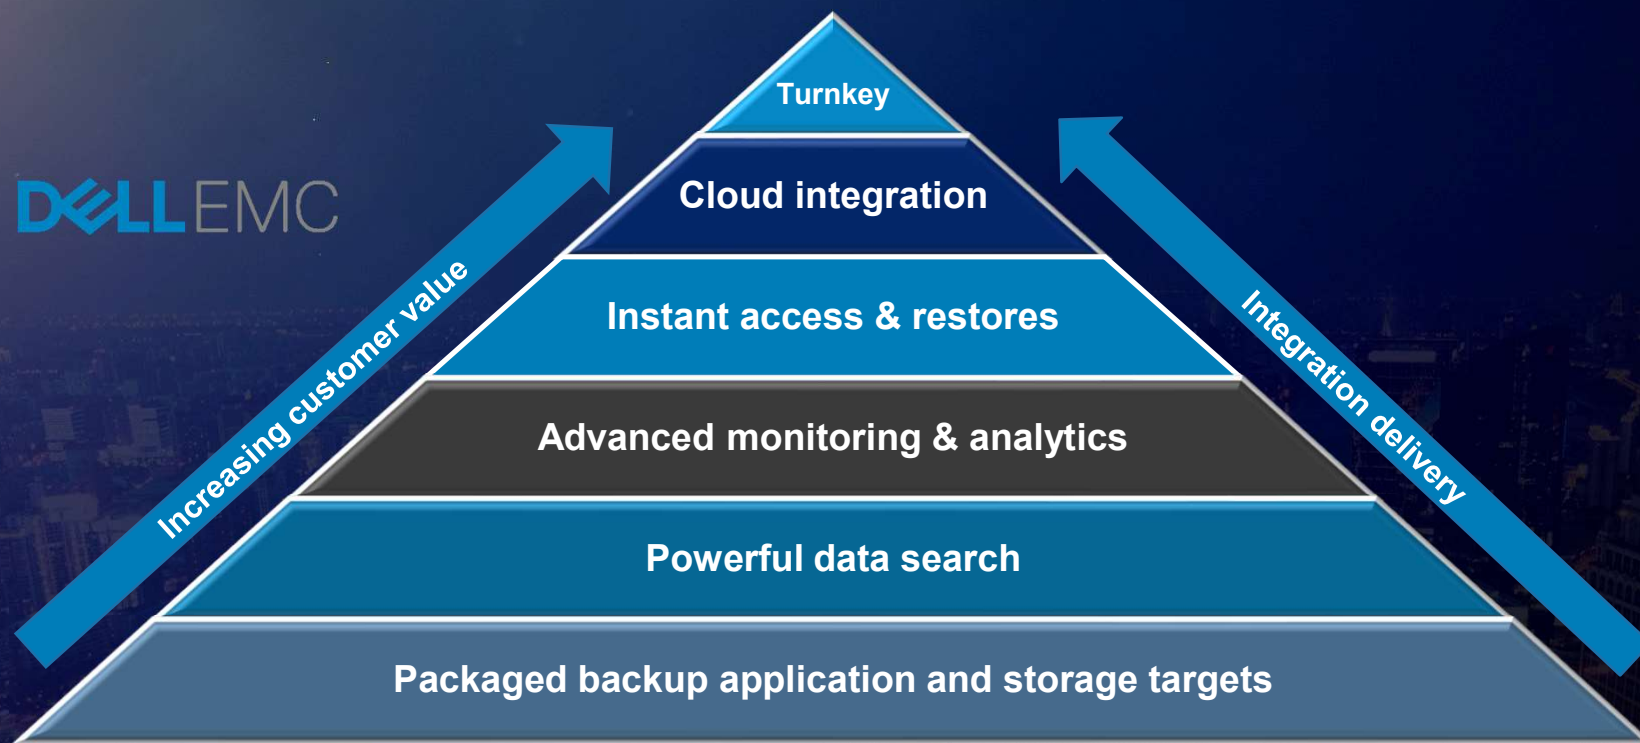 Turnkey
Cloud integration
DELLEMC
Instant access & restores
Increasing customer value
Integration delivery
Advanced monitoring & analytics
Powerful data search
Packaged backup application and storage targets